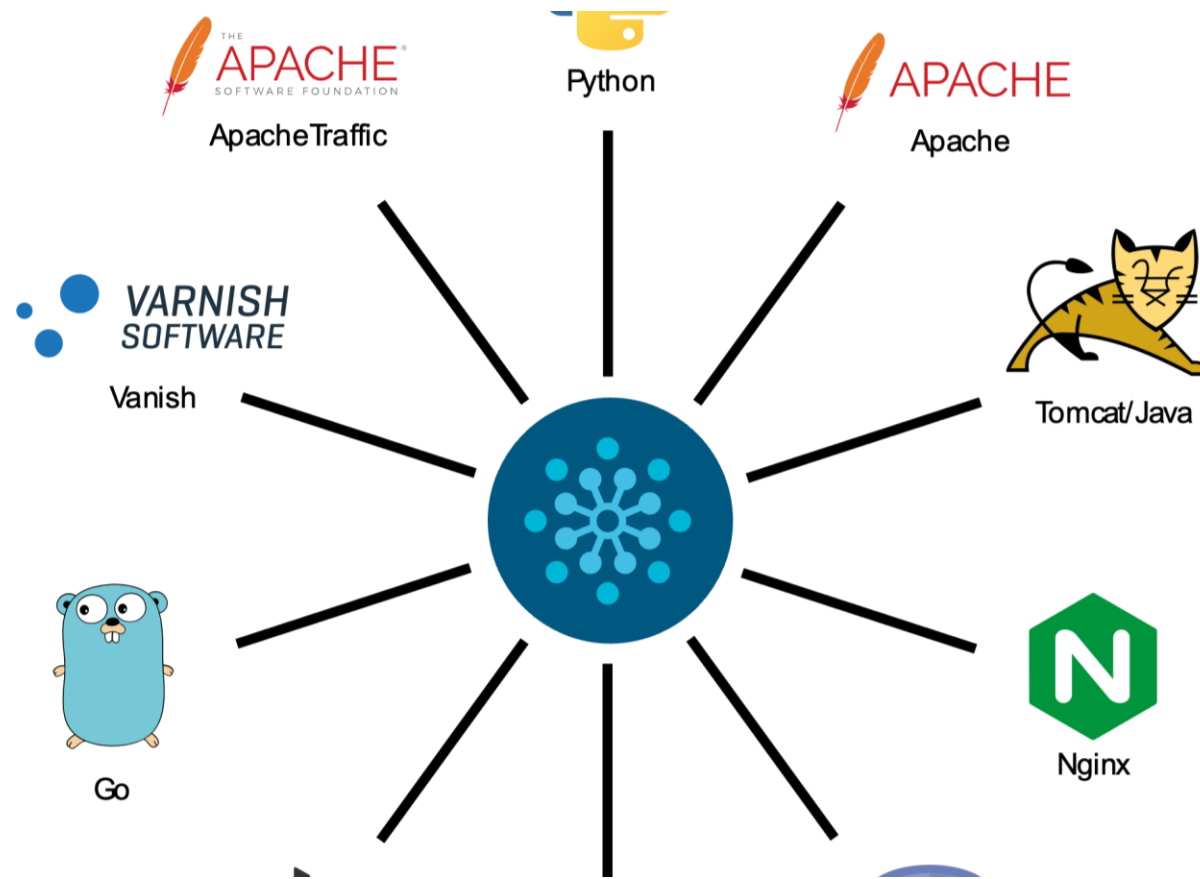 THE
APACHE®
SOFTWARE FOUNDATION
ApacheTraffic
Python
APACHE
Apache
VARNISH
SOFTWARE
Vanish
Tomcat/Java
Go
N
Nginx